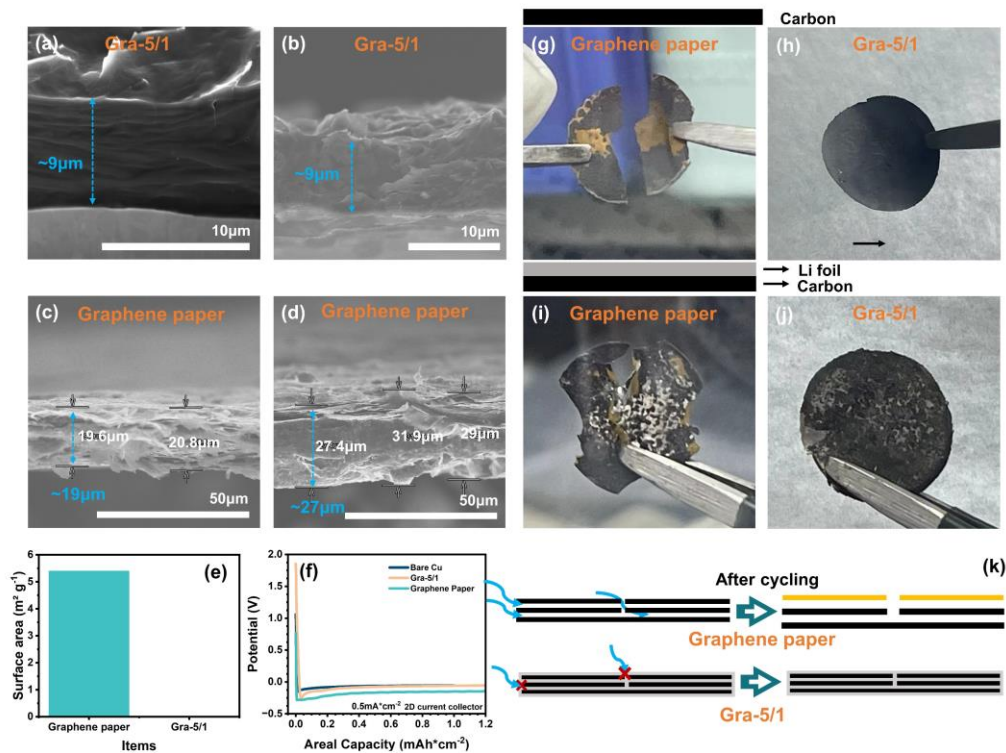 (a)
Gra-5/1
~9μm
10μm
(b)
Gra-5/1
~9μm
10μm
Carbon
(g)
Graphene paper
(h)
Gra-5/1
(c)
Graphene paper
19.6μm
20.8μm
~19μm
50μm
(d)
Graphene paper
27.4μm
31.9μm
29μm
~27μm
50μm
Li foil
Carbon
(i)
Graphene paper
(j)
Gra-5/1
(e)
Surface area (m² g⁻¹)
6
5
4
3
2
1
0
Graphene paper
Gra-5/1
Items
(f)
Potential (V)
2.0
1.5
1.0
0.5
0.0
−0.5
Bare Cu
Gra-5/1
Graphene Paper
0.5mA*cm⁻² 2D current collector
0.0 0.2 0.4 0.6 0.8 1.0 1.2
Areal Capacity (mAh*cm⁻²)
(k)
After cycling
Graphene paper
Gra-5/1